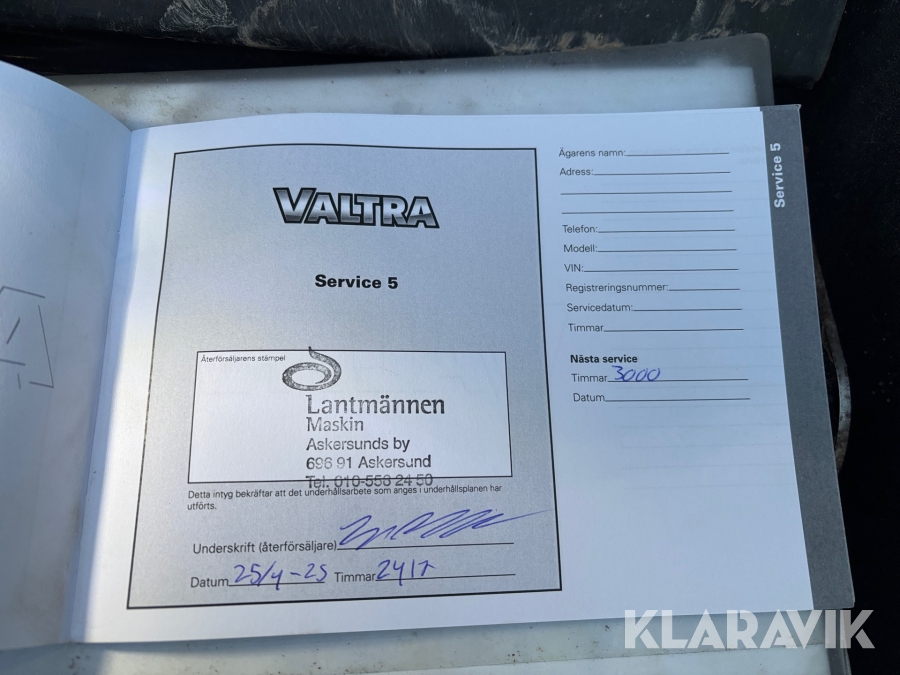 VALTRA
Service 5
Återförsäljarens stämpel
Lantmännen
Maskin
Askersunds by
696 91 Askersund
Tel. 010-556 24 50
Detta intyg bekräftar att det underhållsarbete som anges i underhållsplanen har
utförts.
Underskrift (återförsäljare)
Datum 25/4-25 Timmar 2417
Ägarens namn:
Adress:
Telefon:
Modell:
VIN:
Registreringsnummer:
Servicedatum:
Timmar
Nästa service
Timmar 3000
Datum
Service 5
KLARAVIK